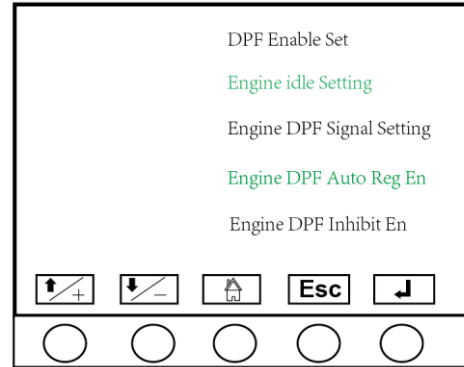 DPF Enable Set
Engine idle Setting
Engine DPF Signal Setting
Engine DPF Auto Reg En
Engine DPF Inhibit En
+ - Esc